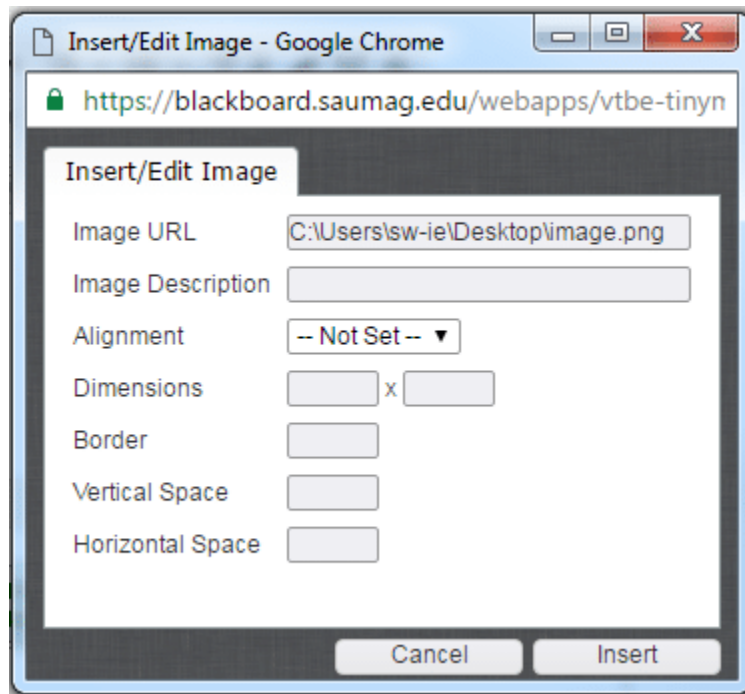 Insert/Edit Image - Google Chrome
https://blackboard.saumag.edu/webapps/vtbe-tinym
Insert/Edit Image
Image URL C:\Users\sw-ie\Desktop\image.png
Image Description
Alignment -- Not Set --
Dimensions x
Border
Vertical Space
Horizontal Space
Cancel Insert